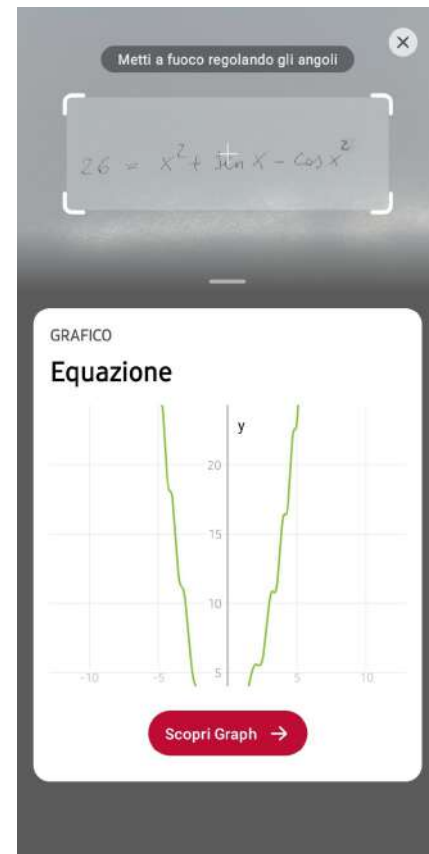 Metti a fuoco regolando gli angoli
26 = x² + sin x - cos x²
GRAFICO
Equazione
y
20
15
10
5
-10 -5 5 10
Scopri Graph →